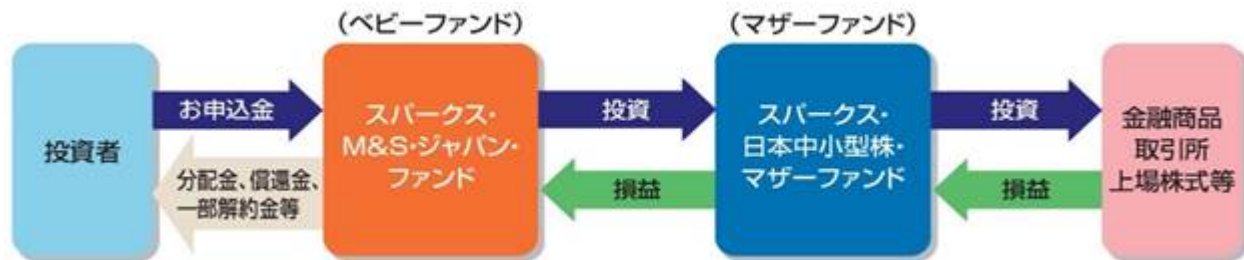 (ベビーファンド)
(マザーファンド)
投資者
お申込金
分配金、償還金、
一部解約金等
スパークス・
M&S・ジャパン・
ファンド
投資
損益
スパークス・
日本中小型株・
マザーファンド
投資
損益
金融商品
取引所
上場株式等